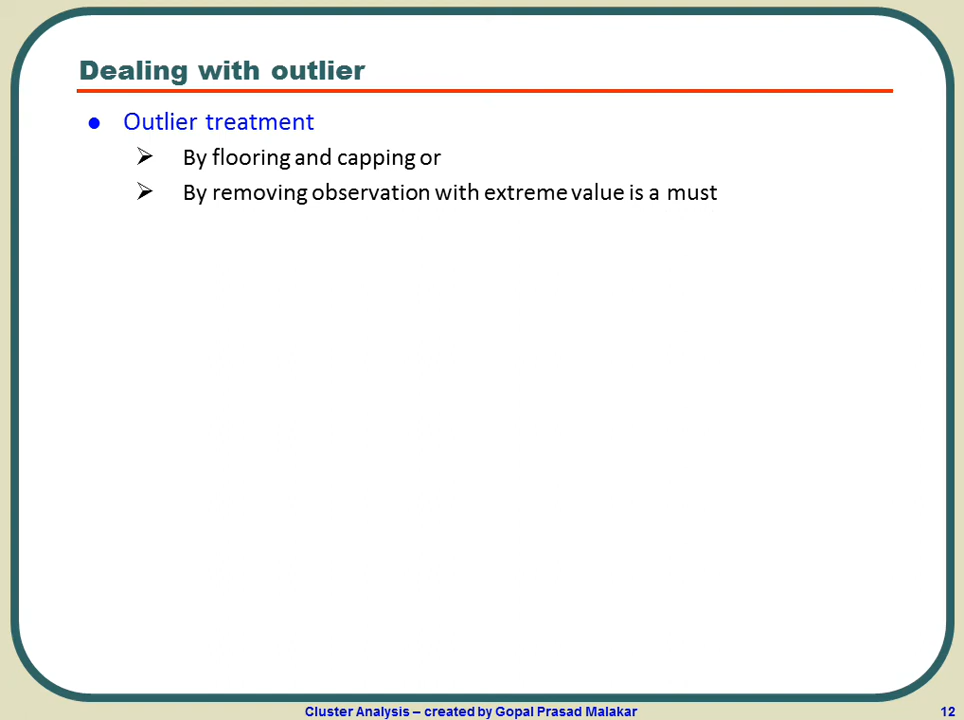 Dealing with outlier
Outlier treatment
By flooring and capping or
By removing observation with extreme value is a must
Cluster Analysis – created by Gopal Prasad Malakar
12